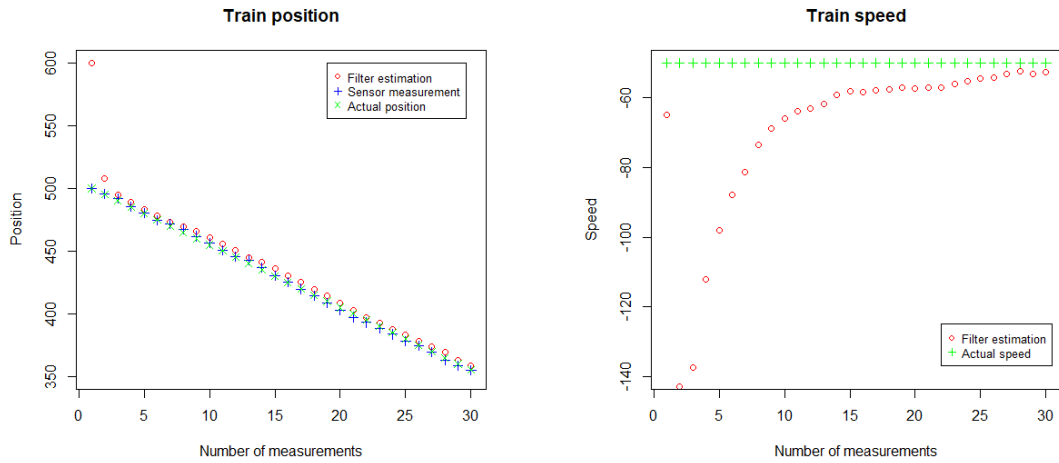 Train position
Position
600
500
450
400
350
Filter estimation
Sensor measurement
Actual position
0
5
10
15
20
25
30
Number of measurements
Train speed
Speed
-60
-100
-120
-140
Filter estimation
Actual speed
0
5
10
15
20
25
30
Number of measurements